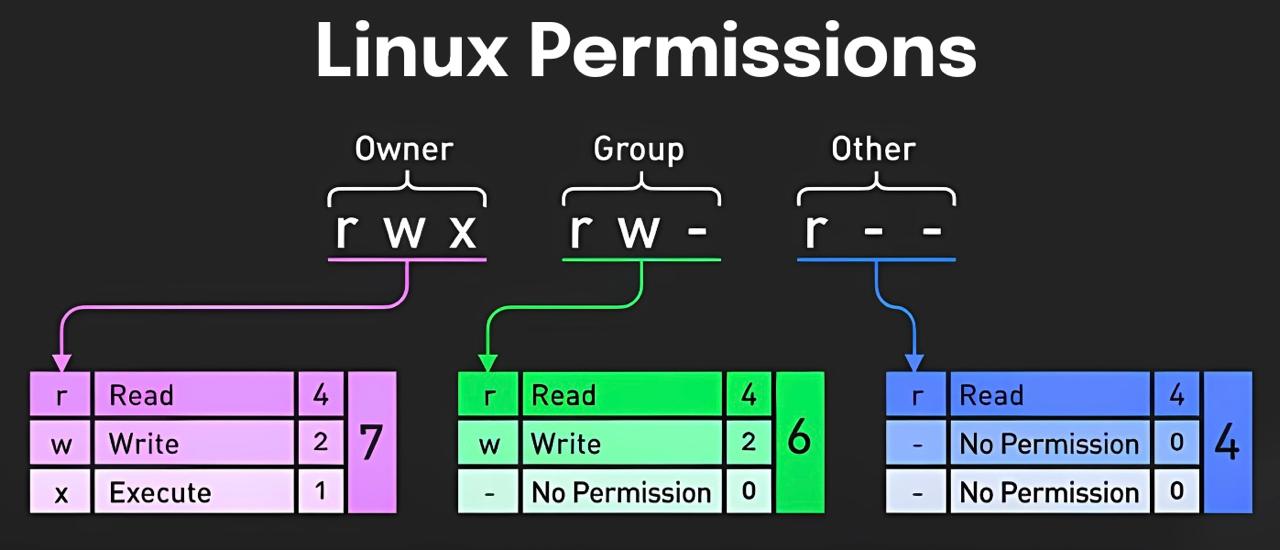 Linux Permissions
Owner Group Other
r w x r w - r - -
r Read 4
w Write 2
x Execute 1
7
r Read 4
w Write 2
- No Permission 0
6
r Read 4
- No Permission 0
- No Permission 0
4